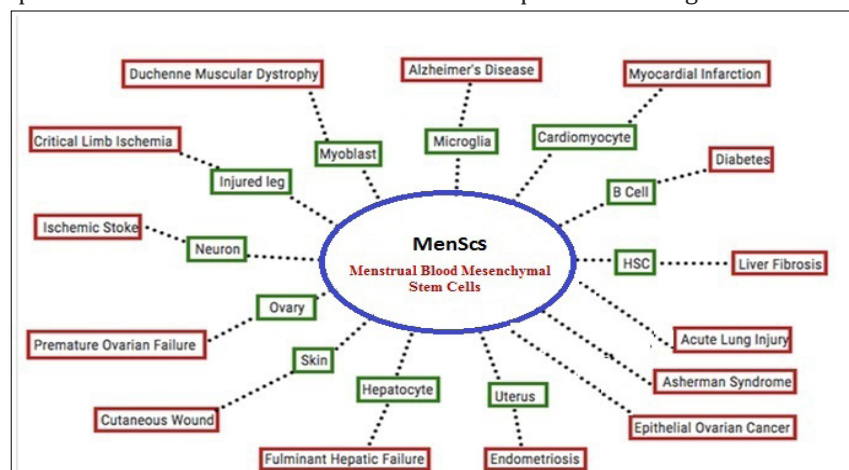 Duchenne Muscular Dystrophy
Alzheimer's Disease
Myocardial Infarction
Critical Limb Ischemia
Myoblast
Microglia
Cardiomyocyte
Diabetes
Injured leg
B Cell
Ischemic Stoke
Neuron
MenScs
Menstrual Blood Mesenchymal
Stem Cells
HSC
Liver Fibrosis
Ovary
Premature Ovarian Failure
Acute Lung Injury
Skin
Hepatocyte
Uterus
Asherman Syndrome
Cutaneous Wound
Epithelial Ovarian Cancer
Fulminant Hepatic Failure
Endometriosis